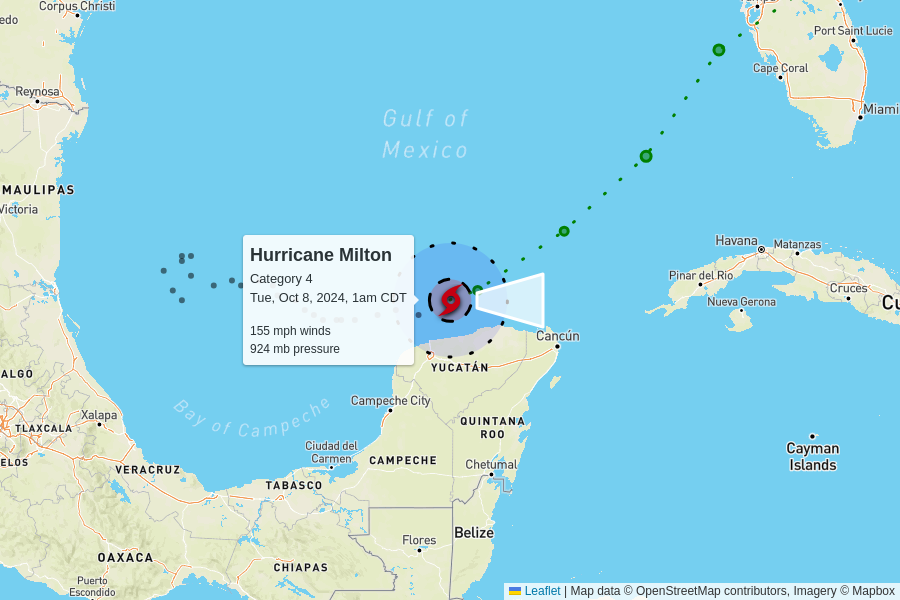 Corpus Christi
edo
Port Saint Lucie
Cape Coral
Reynosa
Miami
Gulf of
Mexico
MAULIPAS
Victoria
Havana
Matanzas
Hurricane Milton
Category 4
Tue, Oct 8, 2024, 1am CDT
155 mph winds
924 mb pressure
Pinar del Río
Cruces
Nueva Gerona
Cu
Cancún
YUCATÁN
ALGO
Campeche City
Bay of Campeche
Xalapa
TLAXCALA
QUINTANA
ROO
Ciudad del
Carmen
CAMPECHE
Cayman
Islands
ELOS
VERACRUZ
Chetumal
TABASCO
Belize
Flores
OAXACA
CHIAPAS
Puerto
Escondido
Leaflet | Map data © OpenStreetMap contributors, Imagery © Mapbox